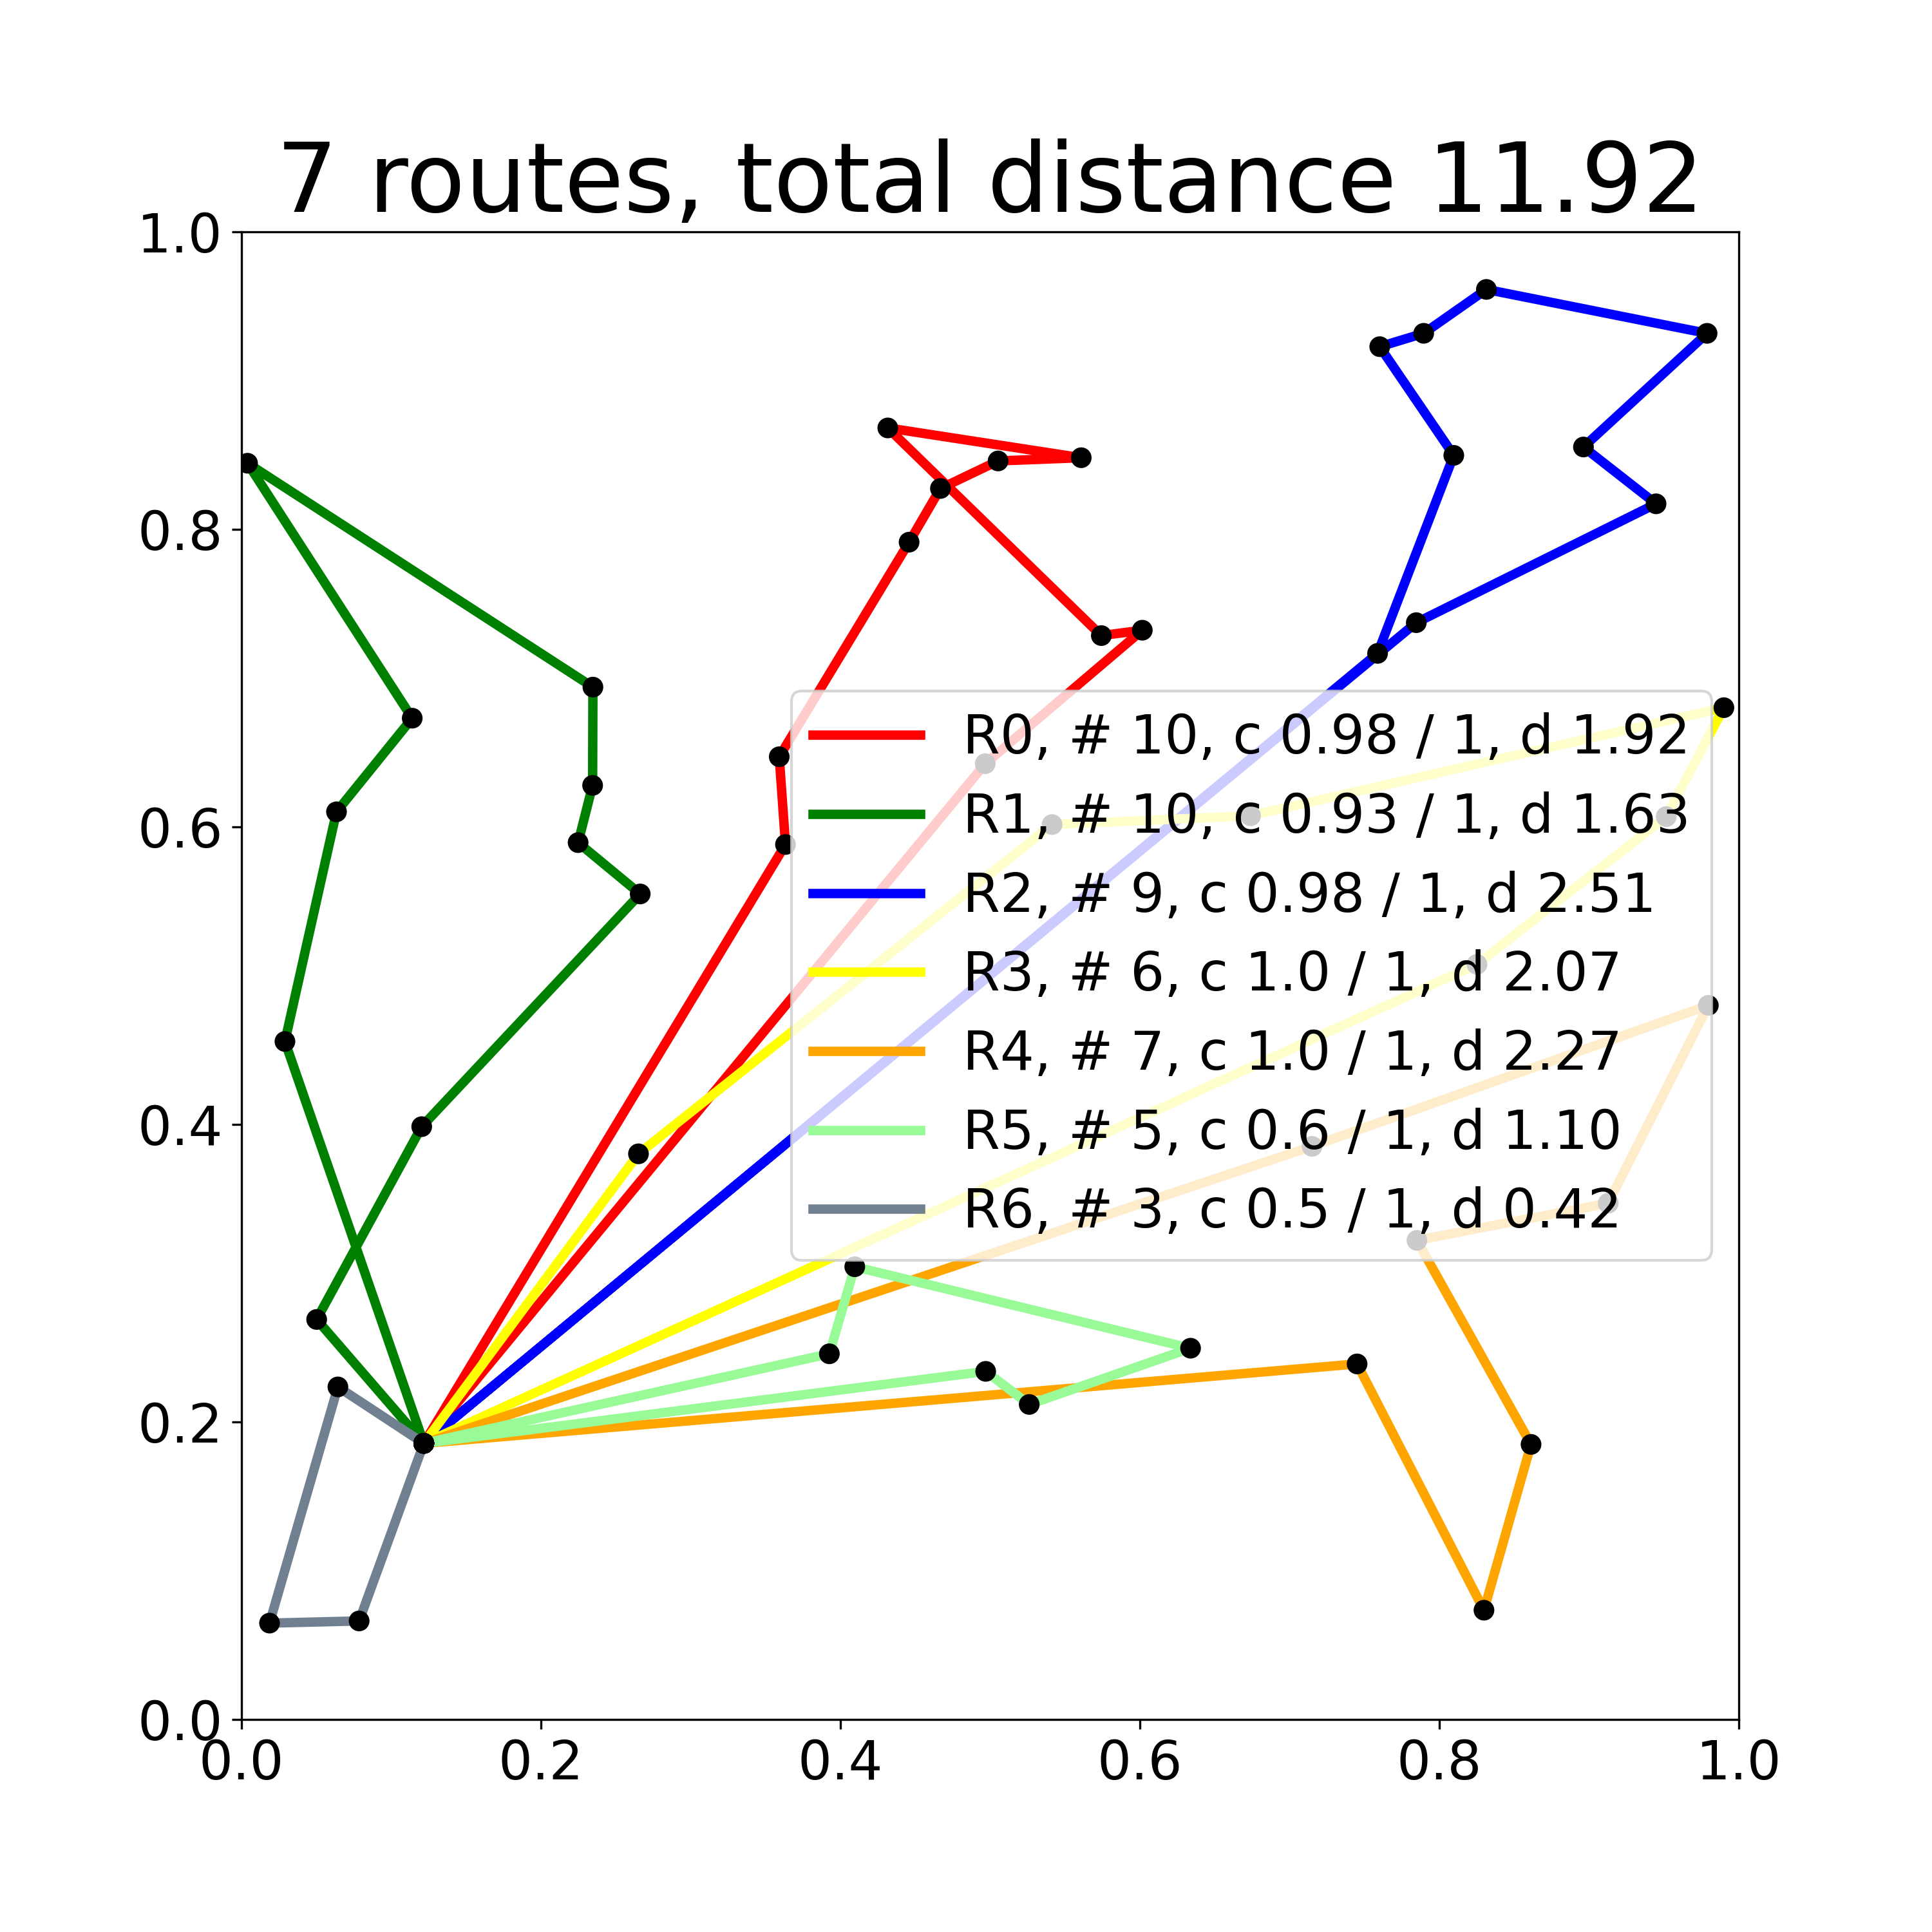 7 routes, total distance 11.92
1.0
0.8
0.6
0.4
0.2
0.0
R0, # 10, c 0.98 / 1, d 1.92
R1, # 10, c 0.93 / 1, d 1.63
R2, # 9, c 0.98 / 1, d 2.51
R3, # 6, c 1.0 / 1, d 2.07
R4, # 7, c 1.0 / 1, d 2.27
R5, # 5, c 0.6 / 1, d 1.10
R6, # 3, c 0.5 / 1, d 0.42
0.0 0.2 0.4 0.6 0.8 1.0